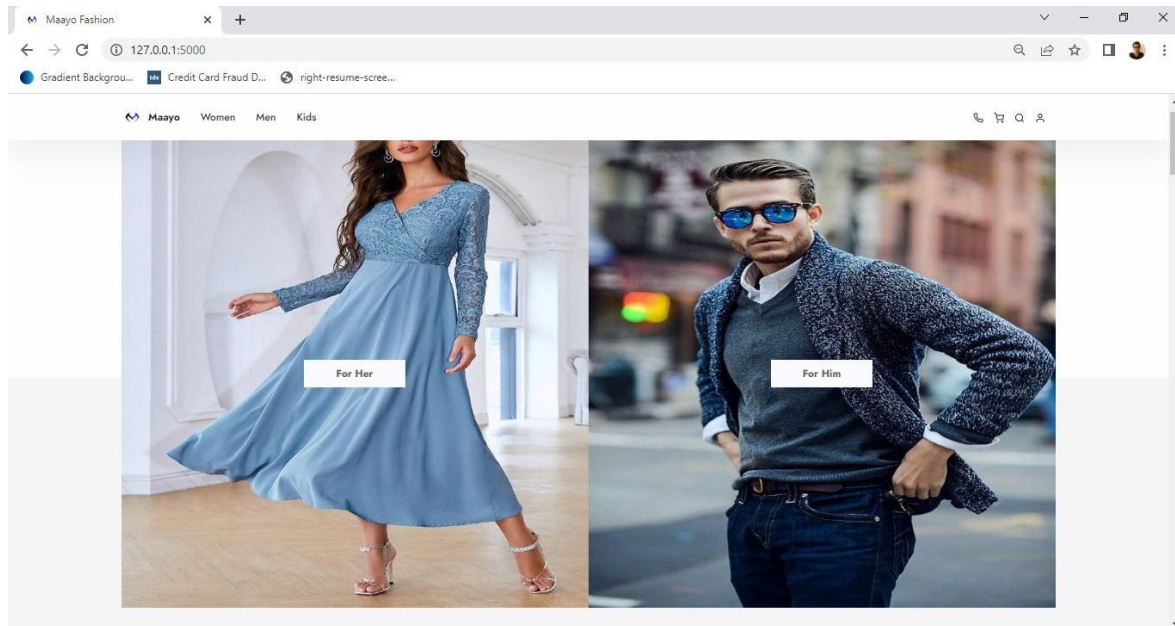 Maayo Fashion
127.0.0.1:5000
Gradient Backgrou... tds Credit Card Fraud D... right-resume-scree...
Maayo Women Men Kids
For Her For Him